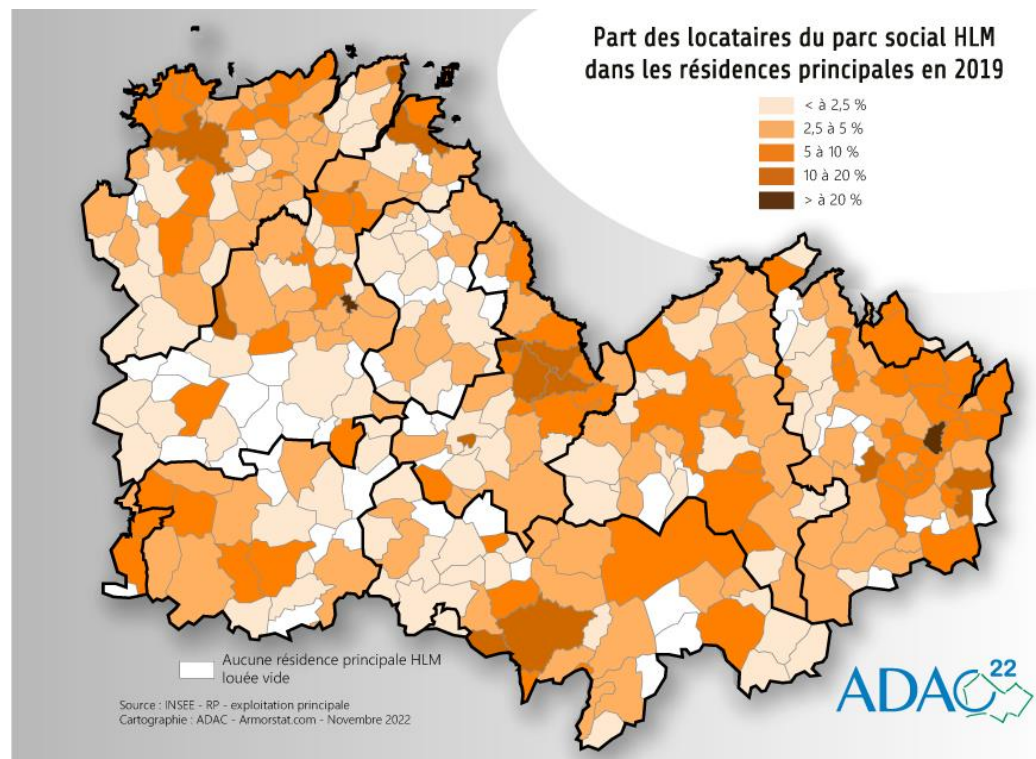 Part des locataires du parc social HLM
dans les résidences principales en 2019
< à 2,5 %
2,5 à 5 %
5 à 10 %
10 à 20 %
> à 20 %
Aucune résidence principale HLM
louée vide
Source : INSEE - RP - exploitation principale
Cartographie : ADAC - Armorstat.com - Novembre 2022
ADAC 22